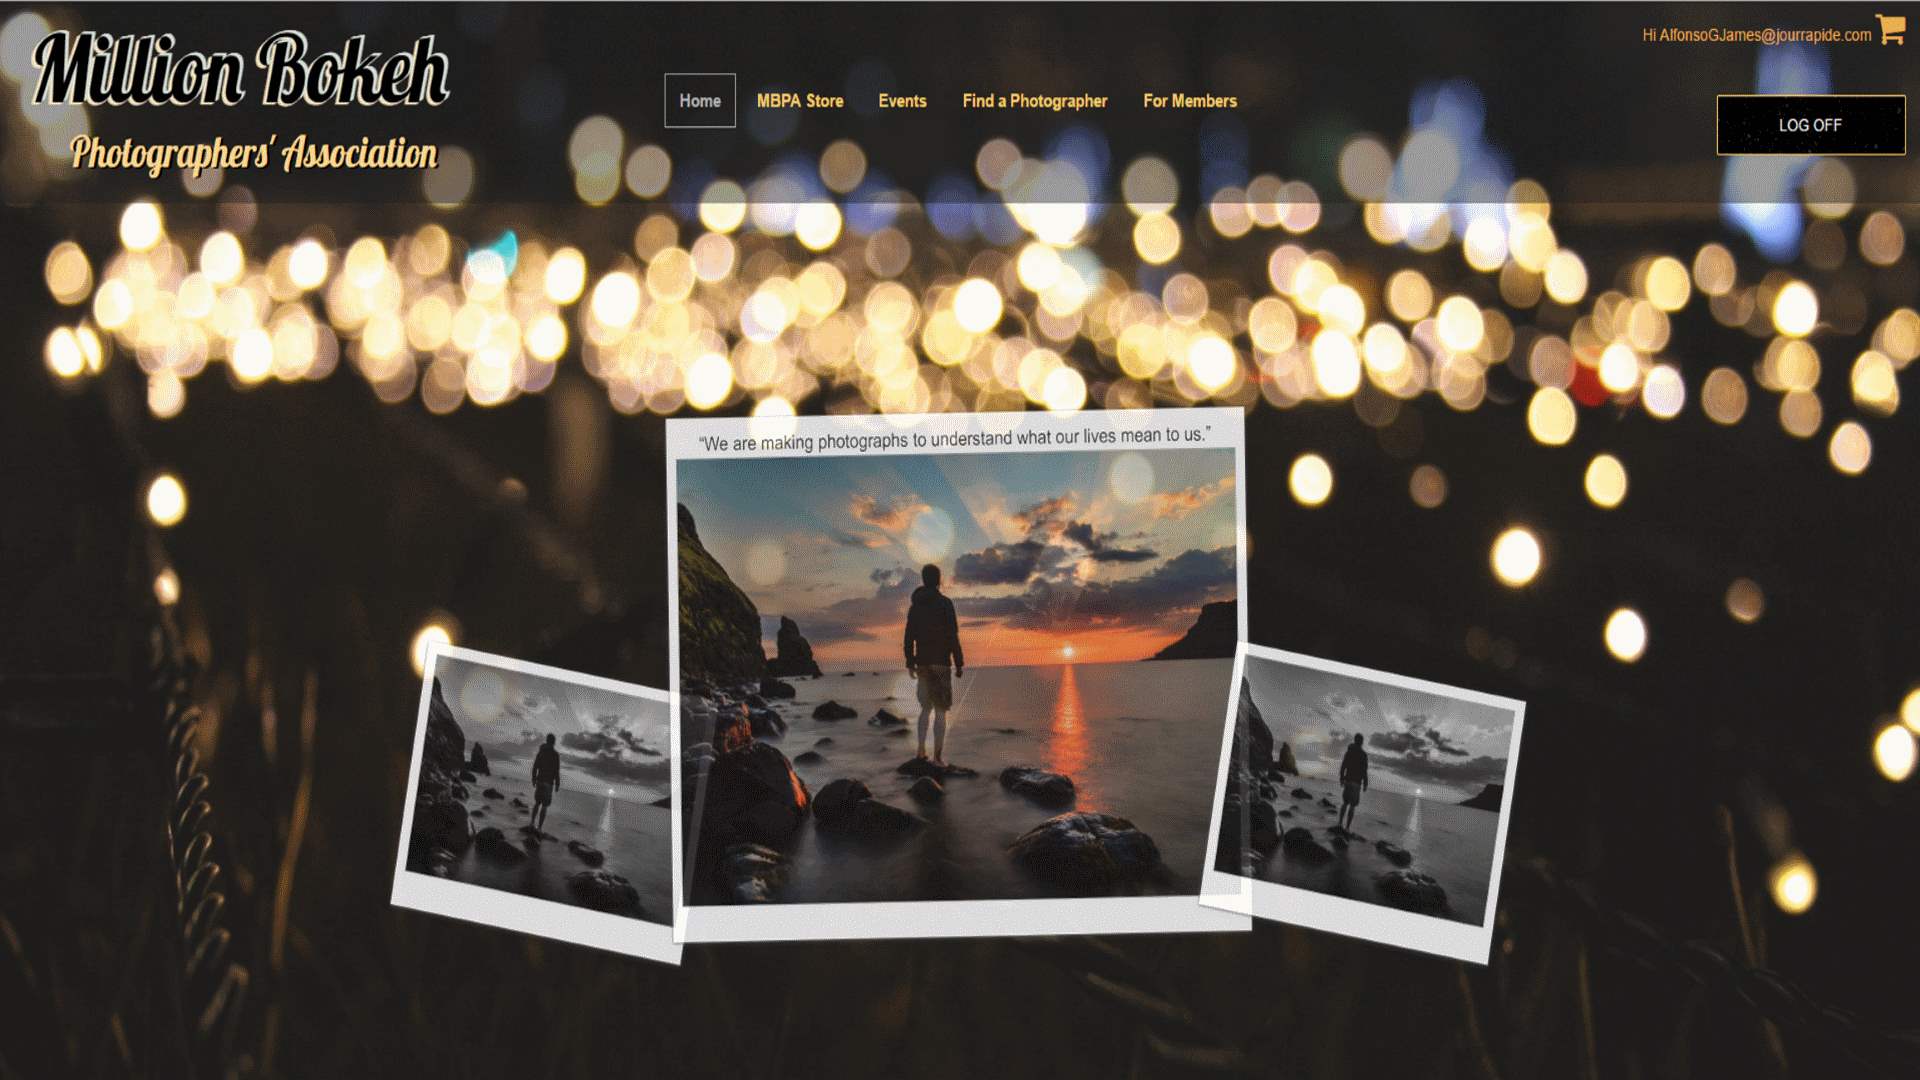 Million Bokeh
Photographers' Association
Home
MBPA Store
Events
Find a Photographer
For Members
Hi AlfonsoGJames@jourrapide.com
LOG OFF
“We are making photographs to understand what our lives mean to us.”